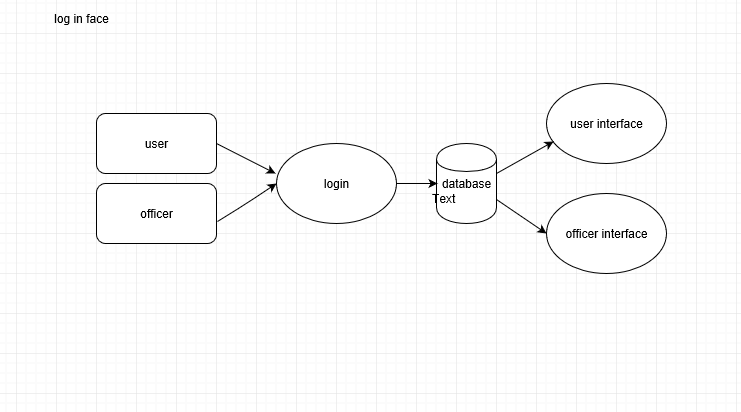 log in face
user
officer
login
database
Text
user interface
officer interface